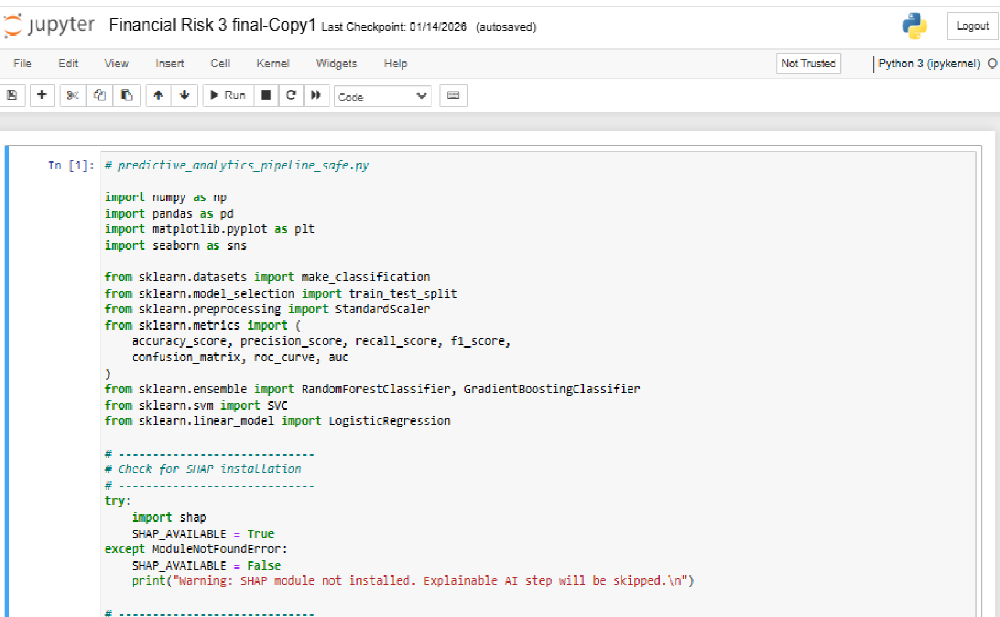 jupyter Financial Risk 3 final-Copy1 Last Checkpoint: 01/14/2026 (autosaved) Logout
File Edit View Insert Cell Kernel Widgets Help Not Trusted Python 3 (ipykernel)
Run Code
In [1]: # predictive_analytics_pipeline_safe.py
import numpy as np
import pandas as pd
import matplotlib.pyplot as plt
import seaborn as sns
from sklearn.datasets import make_classification
from sklearn.model_selection import train_test_split
from sklearn.preprocessing import StandardScaler
from sklearn.metrics import (
    accuracy_score, precision_score, recall_score, f1_score,
    confusion_matrix, roc_curve, auc
)
from sklearn.ensemble import RandomForestClassifier, GradientBoostingClassifier
from sklearn.svm import SVC
from sklearn.linear_model import LogisticRegression
# -----------------------------
# Check for SHAP installation
# -----------------------------
try:
    import shap
    SHAP_AVAILABLE = True
except ModuleNotFoundError:
    SHAP_AVAILABLE = False
    print("Warning: SHAP module not installed. Explainable AI step will be skipped.\n")
# -----------------------------